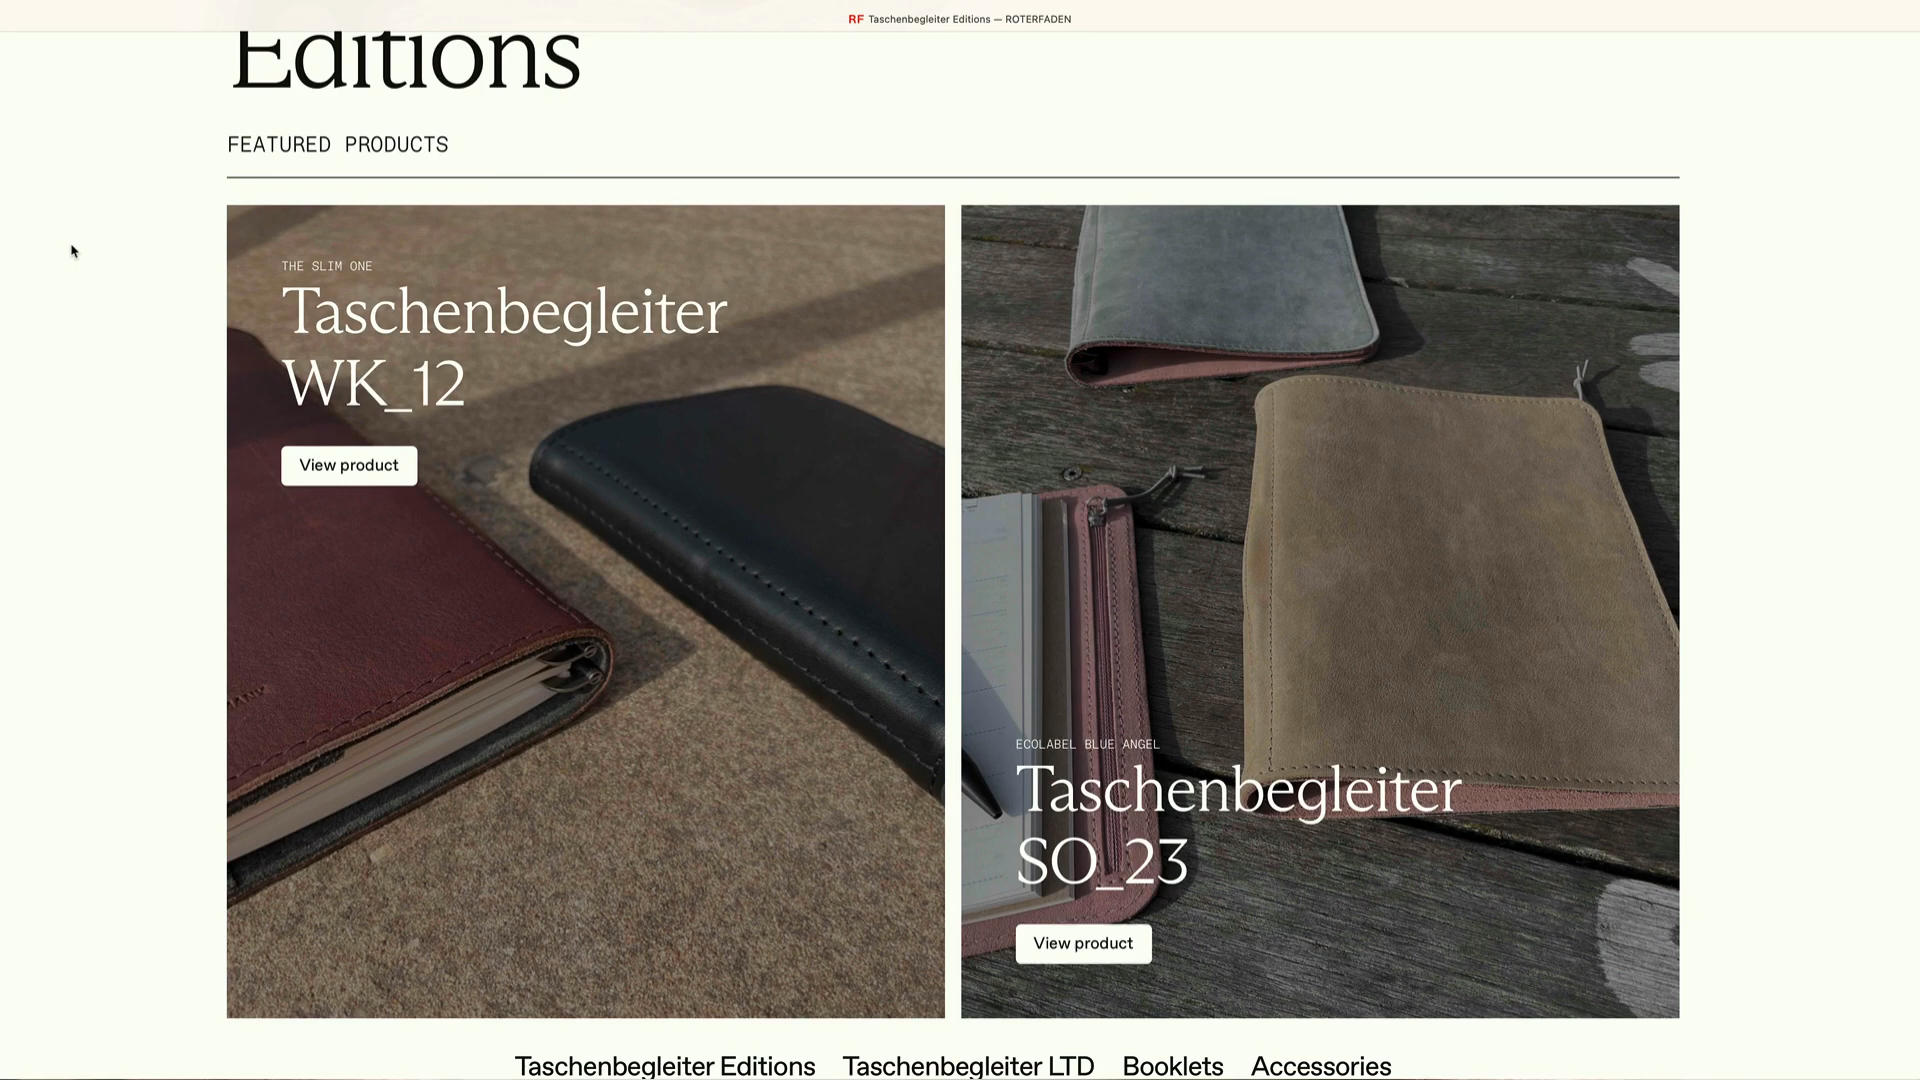 RF Taschenbegleiter Editions — ROTERFADEN
Editions
FEATURED PRODUCTS
THE SLIM ONE
Taschenbegleiter
WK_12
View product
ECOLABEL BLUE ANGEL
Taschenbegleiter
SO_23
View product
Taschenbegleiter Editions Taschenbegleiter LTD Booklets Accessories